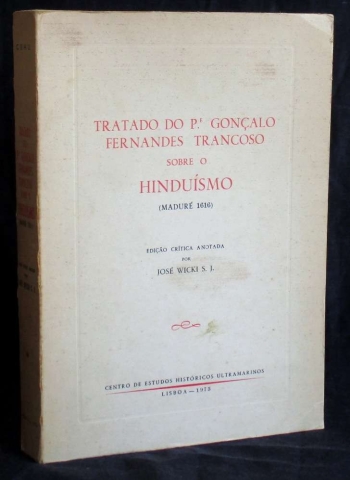 TRATADO DO P.ᵉ GONÇALO
FERNANDES TRANCOSO
SOBRE O
HINDUÍSMO
(MADURÉ 1616)
EDIÇÃO CRÍTICA ANOTADA
POR
JOSÉ WICKI S. J.
CENTRO DE ESTUDOS HISTÓRICOS ULTRAMARINOS
LISBOA — 1973